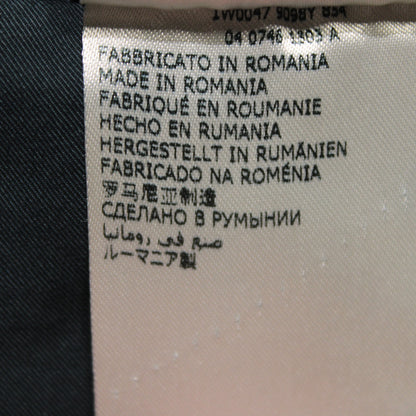 1W0047 9098Y 834
04 0746 1303 A
FABBRICATO IN ROMANIA
MADE IN ROMANIA
FABRIQUÉ EN ROUMANIE
HECHO EN RUMANIA
HERGESTELLT IN RUMÄNIEN
FABRICADO NA ROMÉNIA
罗马尼亚制造
СДЕЛАНО В РУМЫНИИ
صنع في رومانيا
ルーマニア製